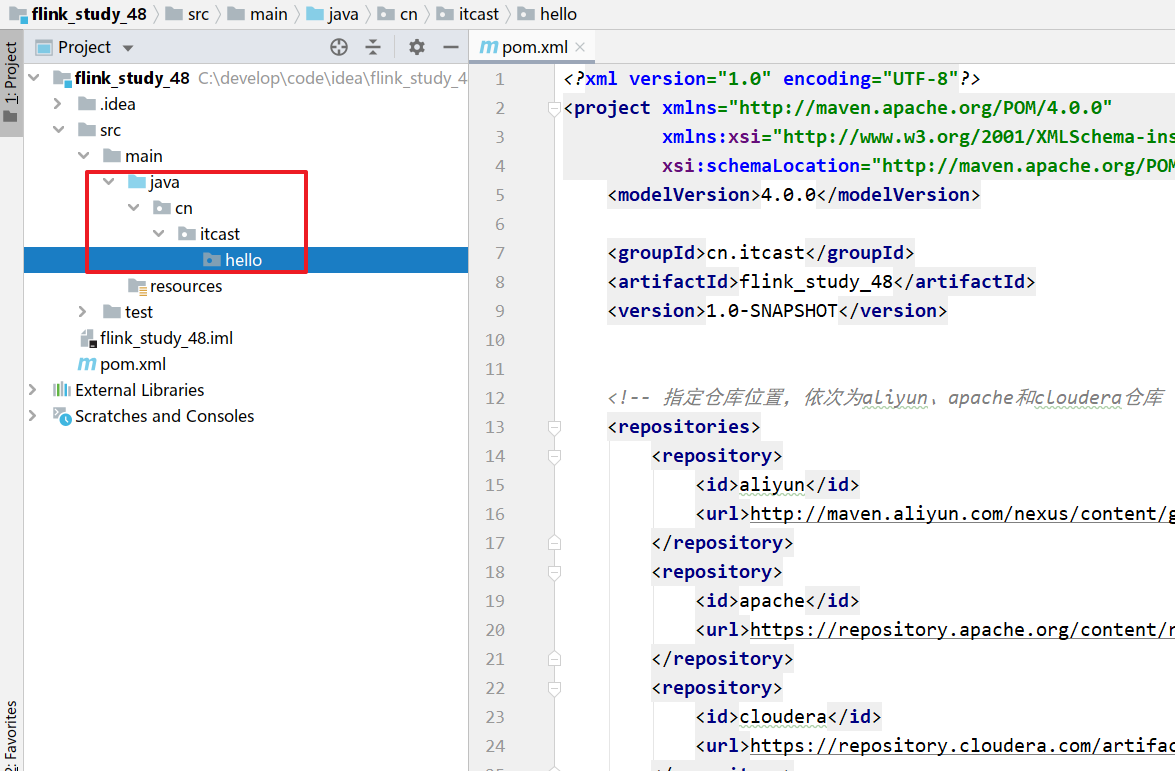 flink_study_48 src main java cn itcast hello
Project
pom.xml
1: Project
flink_study_48 C:\develop\code\idea\flink_study_4
.idea
src
main
java
cn
itcast
hello
resources
test
flink_study_48.iml
pom.xml
External Libraries
Scratches and Consoles
2: Favorites
1 <?xml version="1.0" encoding="UTF-8"?>
2 <project xmlns="http://maven.apache.org/POM/4.0.0"
3 xmlns:xsi="http://www.w3.org/2001/XMLSchema-ins
4 xsi:schemaLocation="http://maven.apache.org/POM
5 <modelVersion>4.0.0</modelVersion>
6
7 <groupId>cn.itcast</groupId>
8 <artifactId>flink_study_48</artifactId>
9 <version>1.0-SNAPSHOT</version>
10
11
12 <!-- 指定仓库位置，依次为aliyun、apache和cloudera仓库
13 <repositories>
14 <repository>
15 <id>aliyun</id>
16 <url>http://maven.aliyun.com/nexus/content/g
17 </repository>
18 <repository>
19 <id>apache</id>
20 <url>https://repository.apache.org/content/r
21 </repository>
22 <repository>
23 <id>cloudera</id>
24 <url>https://repository.cloudera.com/artifac